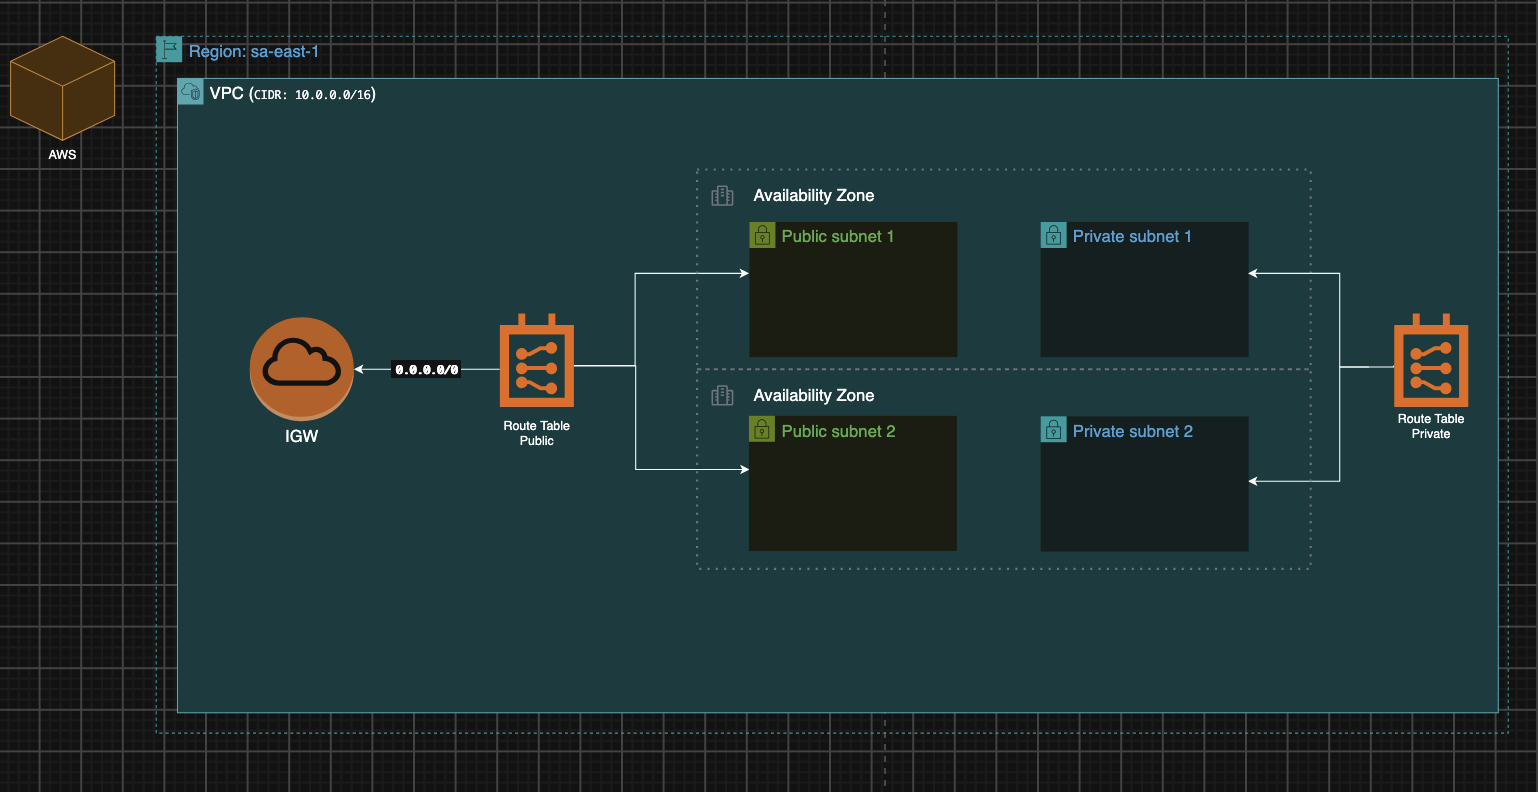 AWS
Region: sa-east-1
VPC (CIDR: 10.0.0.0/16)
Availability Zone
Public subnet 1
Private subnet 1
0.0.0.0/0
IGW
Route Table
Public
Availability Zone
Public subnet 2
Private subnet 2
Route Table
Private